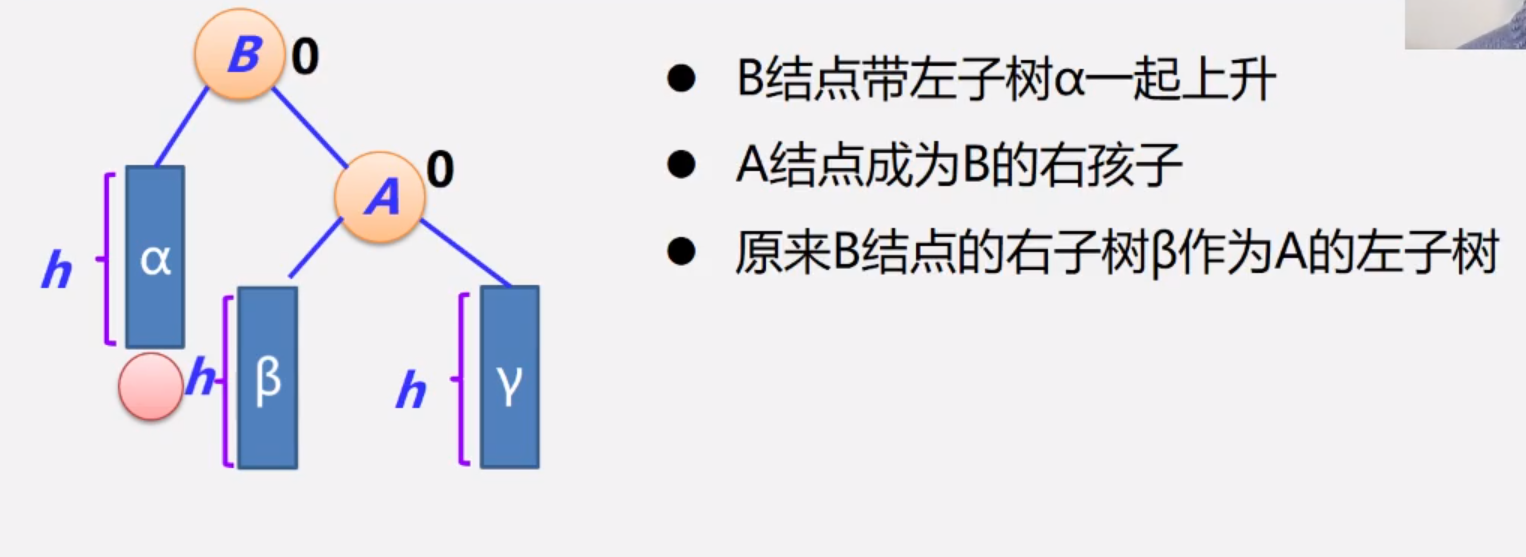 B 0
A 0
h α
h β
h γ
● B结点带左子树α一起上升
● A结点成为B的右孩子
● 原来B结点的右子树β作为A的左子树